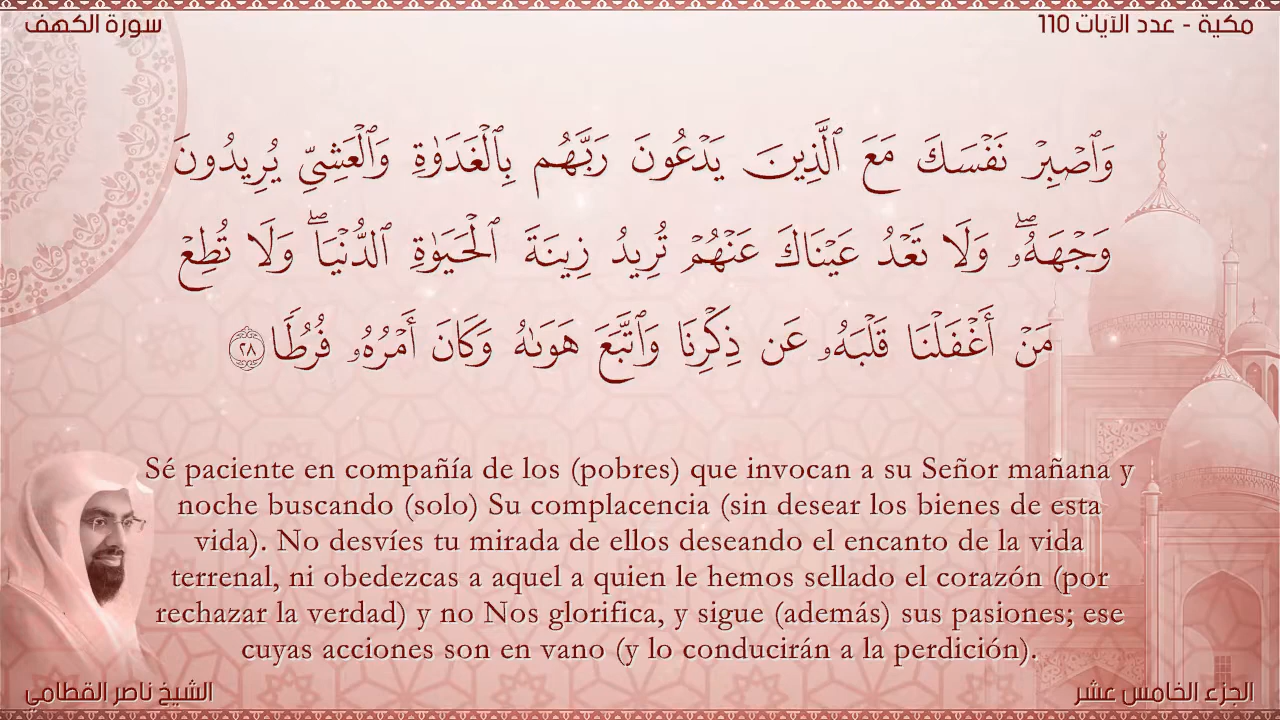 سورة الكهف
مكية - عدد الآيات 110
وَٱصۡبِرۡ نَفۡسَكَ مَعَ ٱلَّذِينَ يَدۡعُونَ رَبَّهُم بِٱلۡغَدَوٰةِ وَٱلۡعَشِيِّ يُرِيدُونَ
وَجۡهَهُۥۖ وَلَا تَعۡدُ عَيۡنَاكَ عَنۡهُمۡ تُرِيدُ زِينَةَ ٱلۡحَيَوٰةِ ٱلدُّنۡيَاۖ وَلَا تُطِعۡ
مَنۡ أَغۡفَلۡنَا قَلۡبَهُۥ عَن ذِكۡرِنَا وَٱتَّبَعَ هَوَىٰهُ وَكَانَ أَمۡرُهُۥ فُرُطٗا ٢٨
Sé paciente en compañía de los (pobres) que invocan a su Señor mañana y
noche buscando (solo) Su complacencia (sin desear los bienes de esta
vida). No desvíes tu mirada de ellos deseando el encanto de la vida
terrenal, ni obedezcas a aquel a quien le hemos sellado el corazón (por
rechazar la verdad) y no Nos glorifica, y sigue (además) sus pasiones; ese
cuyas acciones son en vano (y lo conducirán a la perdición).
الشيخ ناصر القطامي
الجزء الخامس عشر